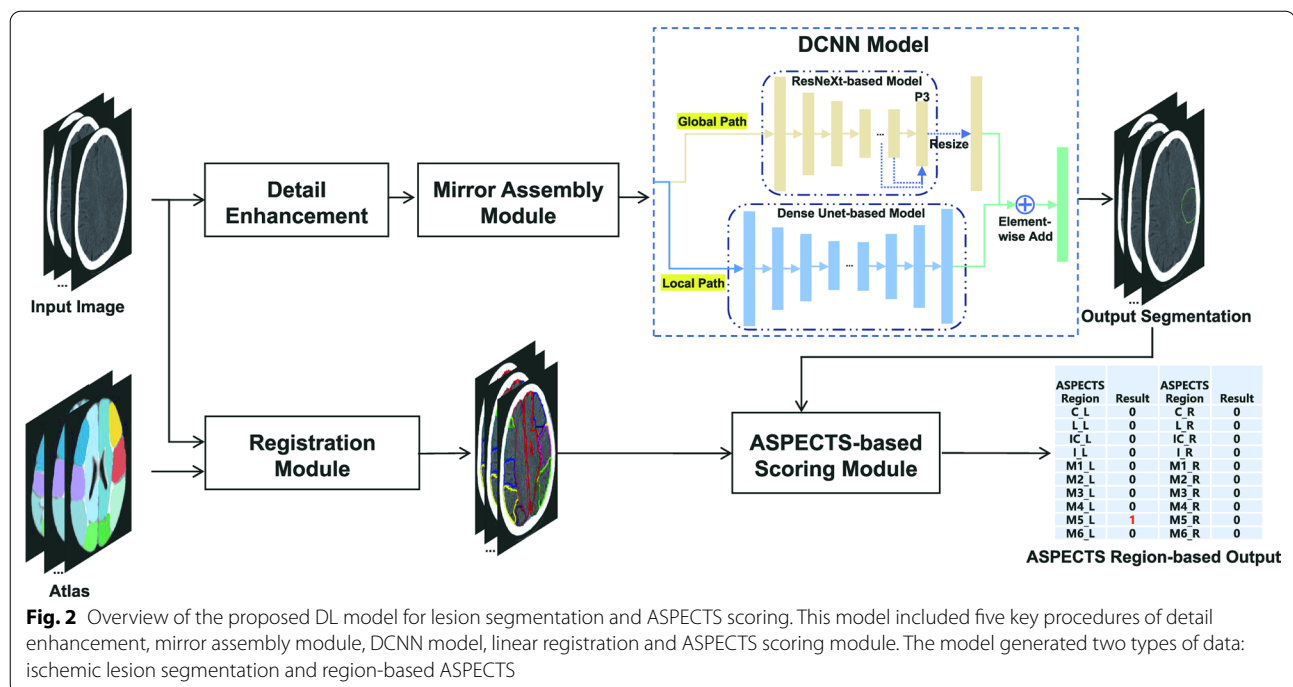 DCNN Model
ResNeXt-based Model
P3
Global Path
...
Resize
Detail
Enhancement
Mirror Assembly
Module
Dense Unet-based Model
Element-
wise Add
...
Local Path
...
Input Image
...
Output Segmentation
Registration
Module
ASPECTS-based
Scoring Module
...
Atlas
...
ASPECTS Region Result ASPECTS Region Result
C_L 0 C_R 0
L_L 0 L_R 0
IC_L 0 IC_R 0
I_L 0 I_R 0
M1_L 0 M1_R 0
M2_L 0 M2_R 0
M3_L 0 M3_R 0
M4_L 0 M4_R 0
M5_L 1 M5_R 0
M6_L 0 M6_R 0
ASPECTS Region-based Output
Fig. 2 Overview of the proposed DL model for lesion segmentation and ASPECTS scoring. This model included five key procedures of detail
enhancement, mirror assembly module, DCNN model, linear registration and ASPECTS scoring module. The model generated two types of data:
ischemic lesion segmentation and region-based ASPECTS